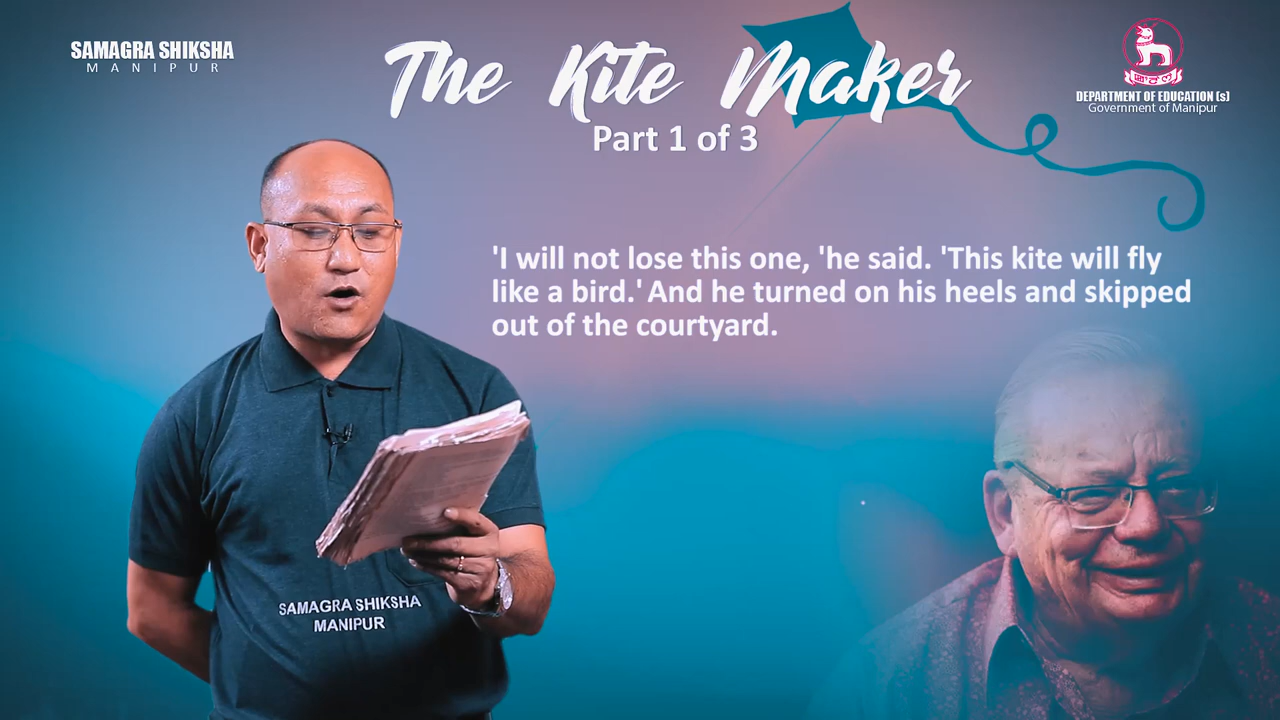 SAMAGRA SHIKSHA
MANIPUR
The Kite Maker
Part 1 of 3
DEPARTMENT OF EDUCATION (S)
Government of Manipur
'I will not lose this one, 'he said. 'This kite will fly
like a bird.' And he turned on his heels and skipped
out of the courtyard.
SAMAGRA SHIKSHA
MANIPUR